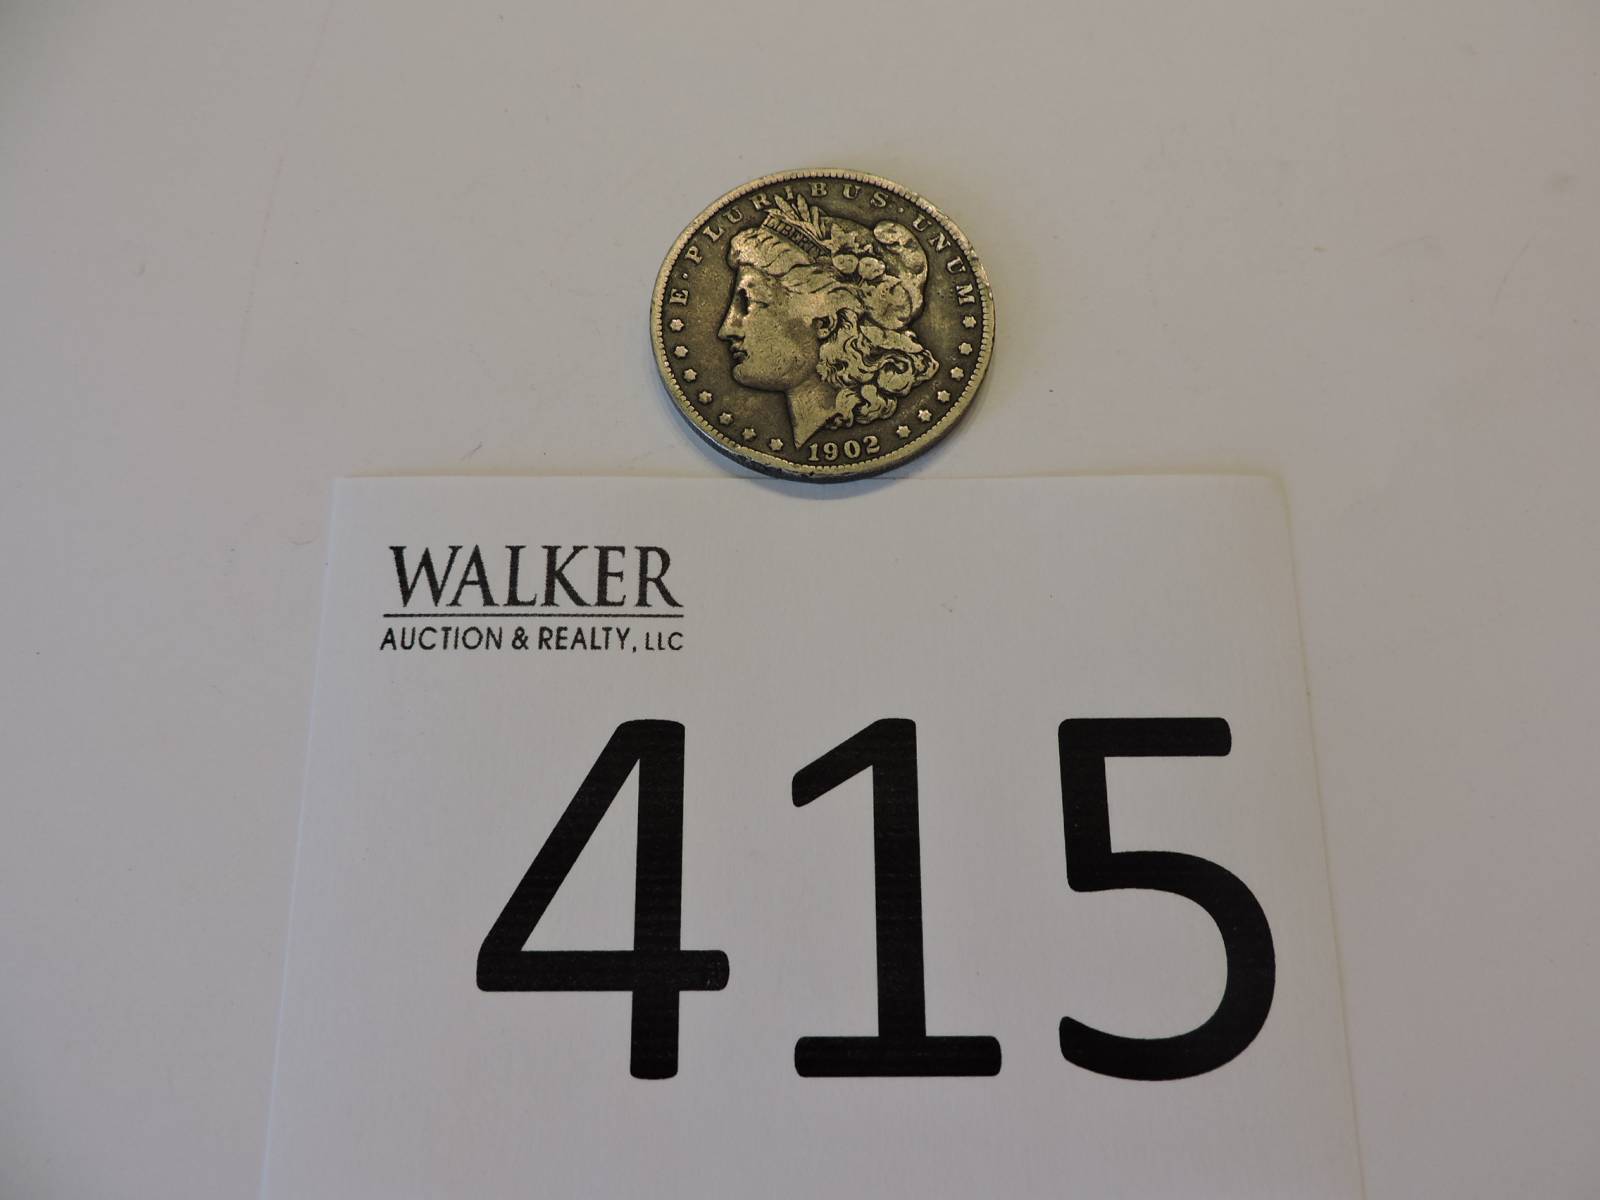 E·PLURIBUS·UNUM
LIBERTY
1902
WALKER
AUCTION & REALTY, LLC
415